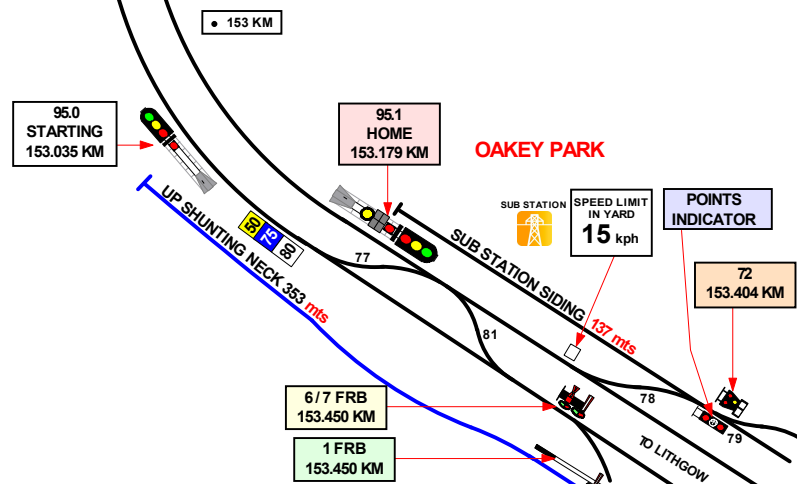 153 KM
95.0
STARTING
153.035 KM
95.1
HOME
153.179 KM
OAKEY PARK
SUB STATION
SPEED LIMIT
IN YARD
15 kph
POINTS
INDICATOR
UP SHUNTING NECK 353 mts
50
75
80
77
SUB STATION SIDING 137 mts
72
153.404 KM
81
78
79
6 / 7 FRB
153.450 KM
TO LITHGOW
1 FRB
153.450 KM